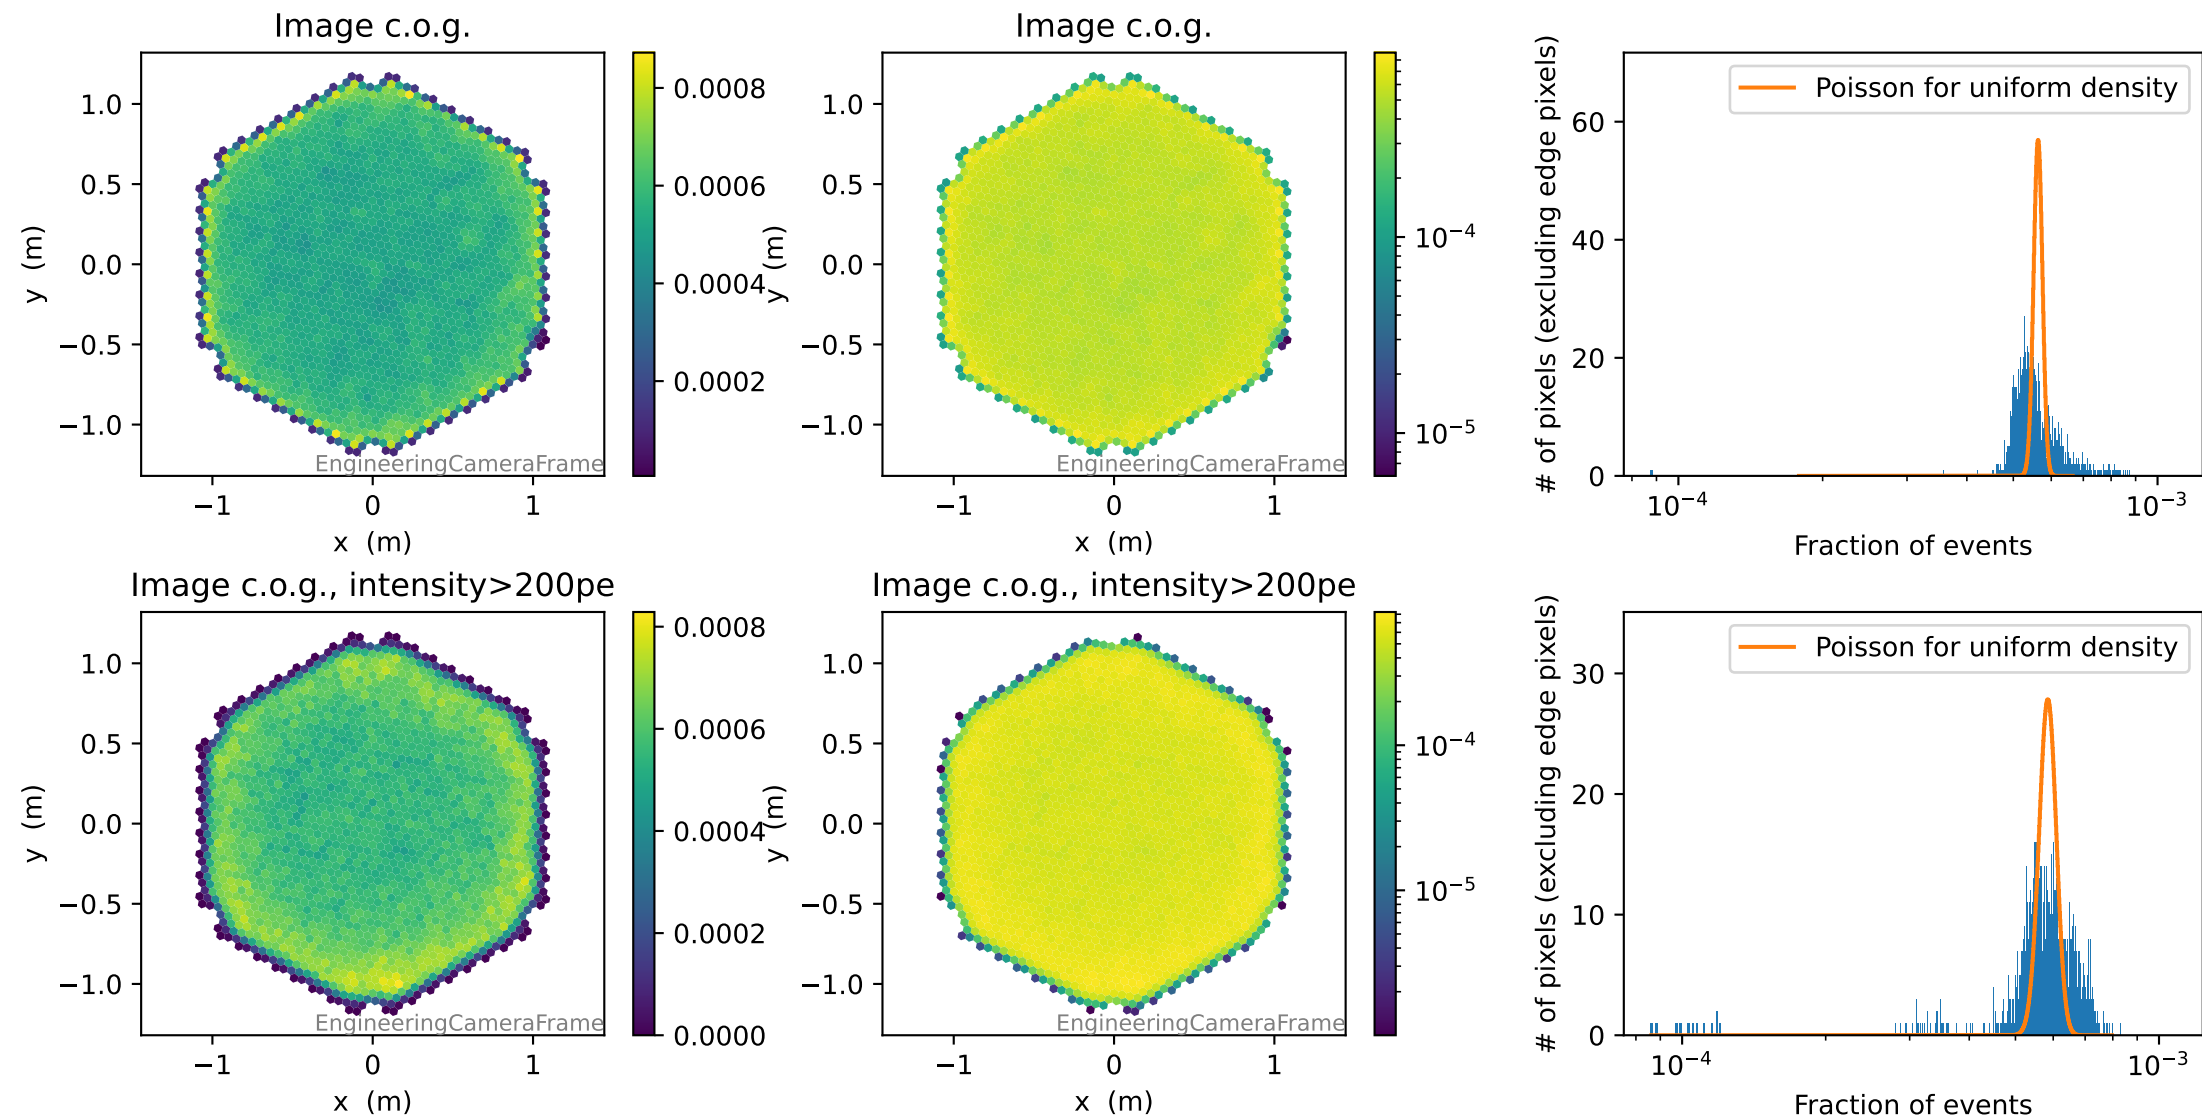 Image c.o.g.
1.0
0.5
0.0
−0.5
−1.0
y (m)
−1
0
1
x (m)
EngineeringCameraFrame
0.0008
0.0006
0.0004
0.0002
Image c.o.g.
1.0
0.5
0.0
−0.5
−1.0
y (m)
−1
0
1
x (m)
EngineeringCameraFrame
10⁻⁴
10⁻⁵
Poisson for uniform density
60
40
20
0
# of pixels (excluding edge pixels)
10⁻⁴
10⁻³
Fraction of events
Image c.o.g., intensity>200pe
1.0
0.5
0.0
−0.5
−1.0
y (m)
−1
0
1
x (m)
EngineeringCameraFrame
0.0008
0.0006
0.0004
0.0002
0.0000
Image c.o.g., intensity>200pe
1.0
0.5
0.0
−0.5
−1.0
y (m)
−1
0
1
x (m)
EngineeringCameraFrame
10⁻⁴
10⁻⁵
Poisson for uniform density
30
20
10
0
# of pixels (excluding edge pixels)
10⁻⁴
10⁻³
Fraction of events